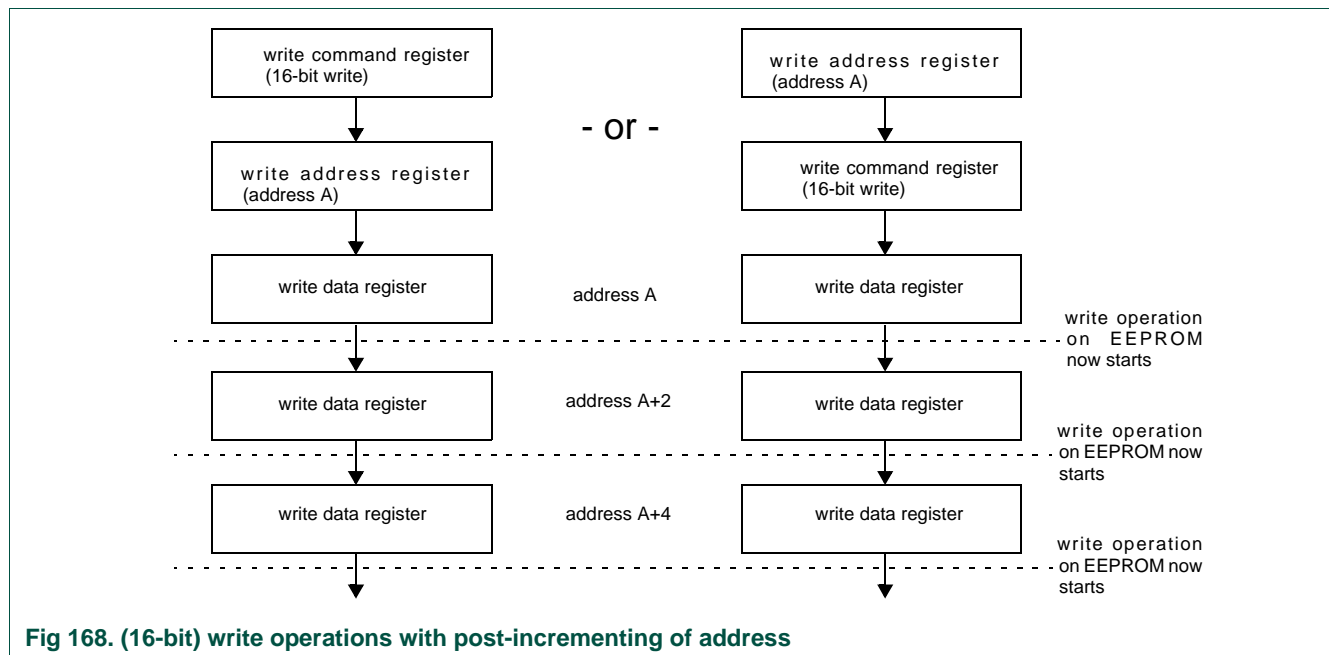 write command register
(16-bit write)
write address register
(address A)
- or -
write address register
(address A)
write command register
(16-bit write)
write data register
address A
write data register
write operation
on EEPROM
now starts
write data register
address A+2
write data register
write operation
on EEPROM now
starts
write data register
address A+4
write data register
write operation
on EEPROM now
starts
Fig 168. (16-bit) write operations with post-incrementing of address